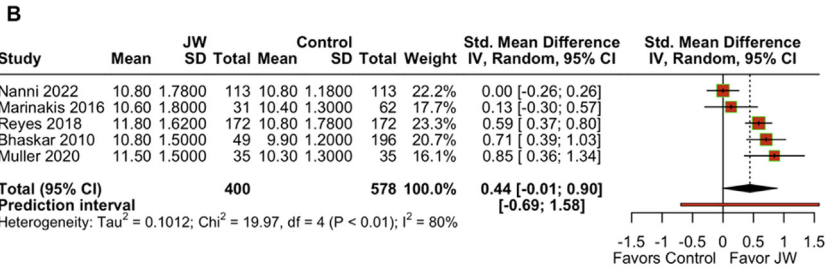 B
JW Control Std. Mean Difference Std. Mean Difference
Study Mean SD Total Mean SD Total Weight IV, Random, 95% CI IV, Random, 95% CI
Nanni 2022 10.80 1.7800 113 10.80 1.1800 113 22.2% 0.00 [-0.26; 0.26]
Marinakis 2016 10.60 1.8000 31 10.40 1.3000 62 17.7% 0.13 [-0.30; 0.57]
Reyes 2018 11.80 1.6200 172 10.80 1.7800 172 23.3% 0.59 [0.37; 0.80]
Bhaskar 2010 10.80 1.5000 49 9.90 1.2000 196 20.7% 0.71 [0.39; 1.03]
Muller 2020 11.50 1.5000 35 10.30 1.3000 35 16.1% 0.85 [ 0.36; 1.34]
Total (95% CI) 400 578 100.0% 0.44 [-0.01; 0.90]
Prediction interval [-0.69; 1.58]
Heterogeneity: Tau² = 0.1012; Chi² = 19.97, df = 4 (P < 0.01); I² = 80%
-1.5 -1 -0.5 0 0.5 1 1.5
Favors Control Favor JW